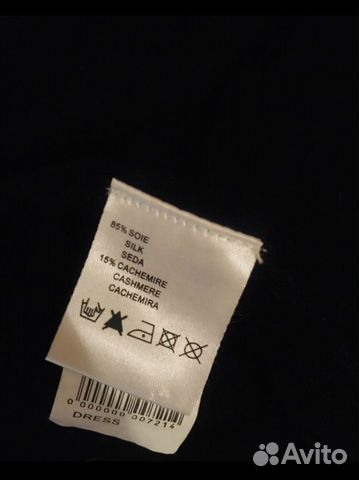 85% SOIE
SILK
SEDA
15% CACHEMIRE
CASHMERE
CACHEMIRA
0 000000 007214
DRESS
Avito